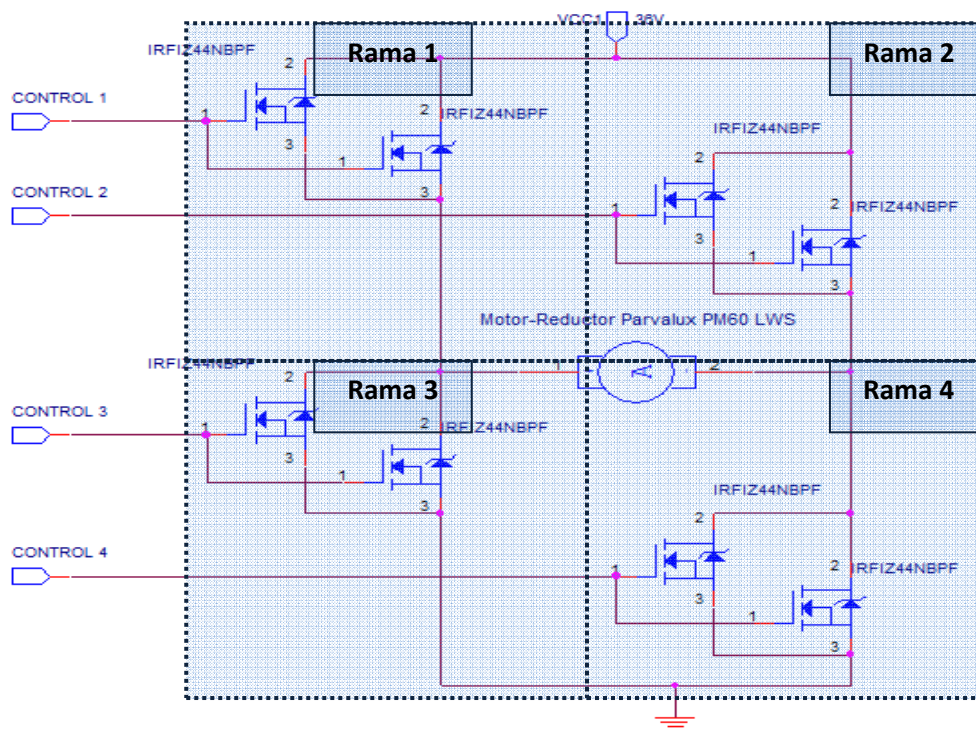 VCC1 36V
IRFIZ44NBPF
Rama 1
Rama 2
2
CONTROL 1
1
2
IRFIZ44NBPF
3
1
IRFIZ44NBPF
2
CONTROL 2
3
1
2
IRFIZ44NBPF
3
1
3
Motor-Reductor Parvalux PM60 LWS
IRFIZ44NBPF
1
A
2
Rama 3
Rama 4
2
CONTROL 3
1
2
IRFIZ44NBPF
3
1
IRFIZ44NBPF
3
2
CONTROL 4
1
2
IRFIZ44NBPF
3
1
3